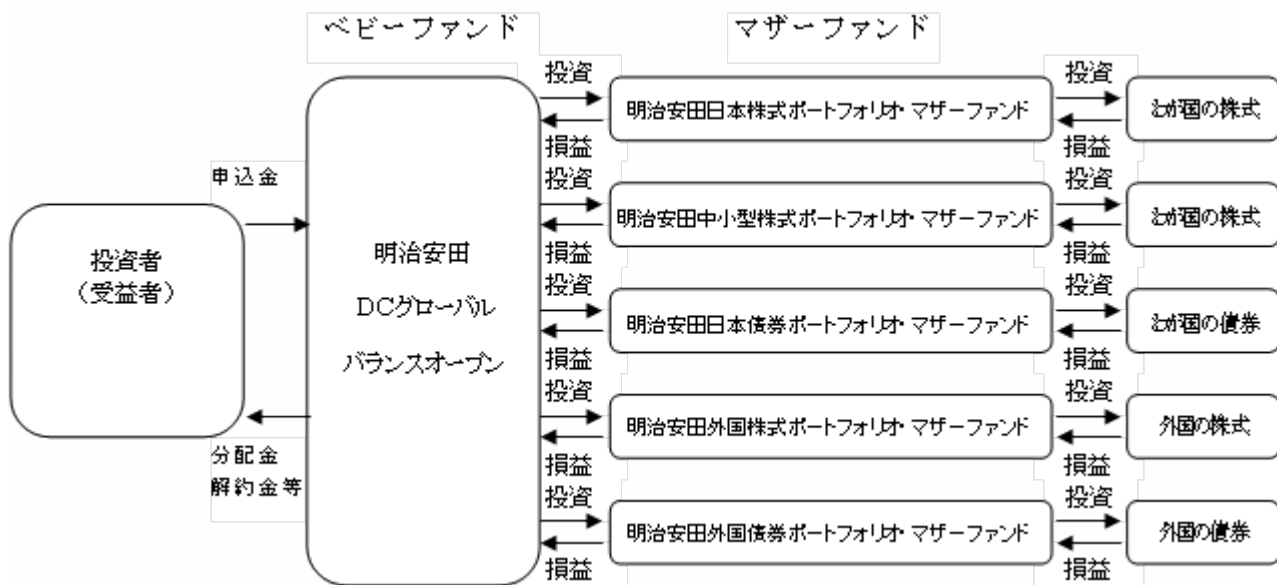 ベビーファンド
マザーファンド
投資者
（受益者）
申込金
分配金
解約金等
明治安田
DCグローバル
バランスオープン
投資
損益
明治安田日本株式ポートフォリオ・マザーファンド
投資
損益
わが国の株式
投資
損益
明治安田中小型株式ポートフォリオ・マザーファンド
投資
損益
わが国の株式
投資
損益
明治安田日本債券ポートフォリオ・マザーファンド
投資
損益
わが国の債券
投資
損益
明治安田外国株式ポートフォリオ・マザーファンド
投資
損益
外国の株式
投資
損益
明治安田外国債券ポートフォリオ・マザーファンド
投資
損益
外国の債券